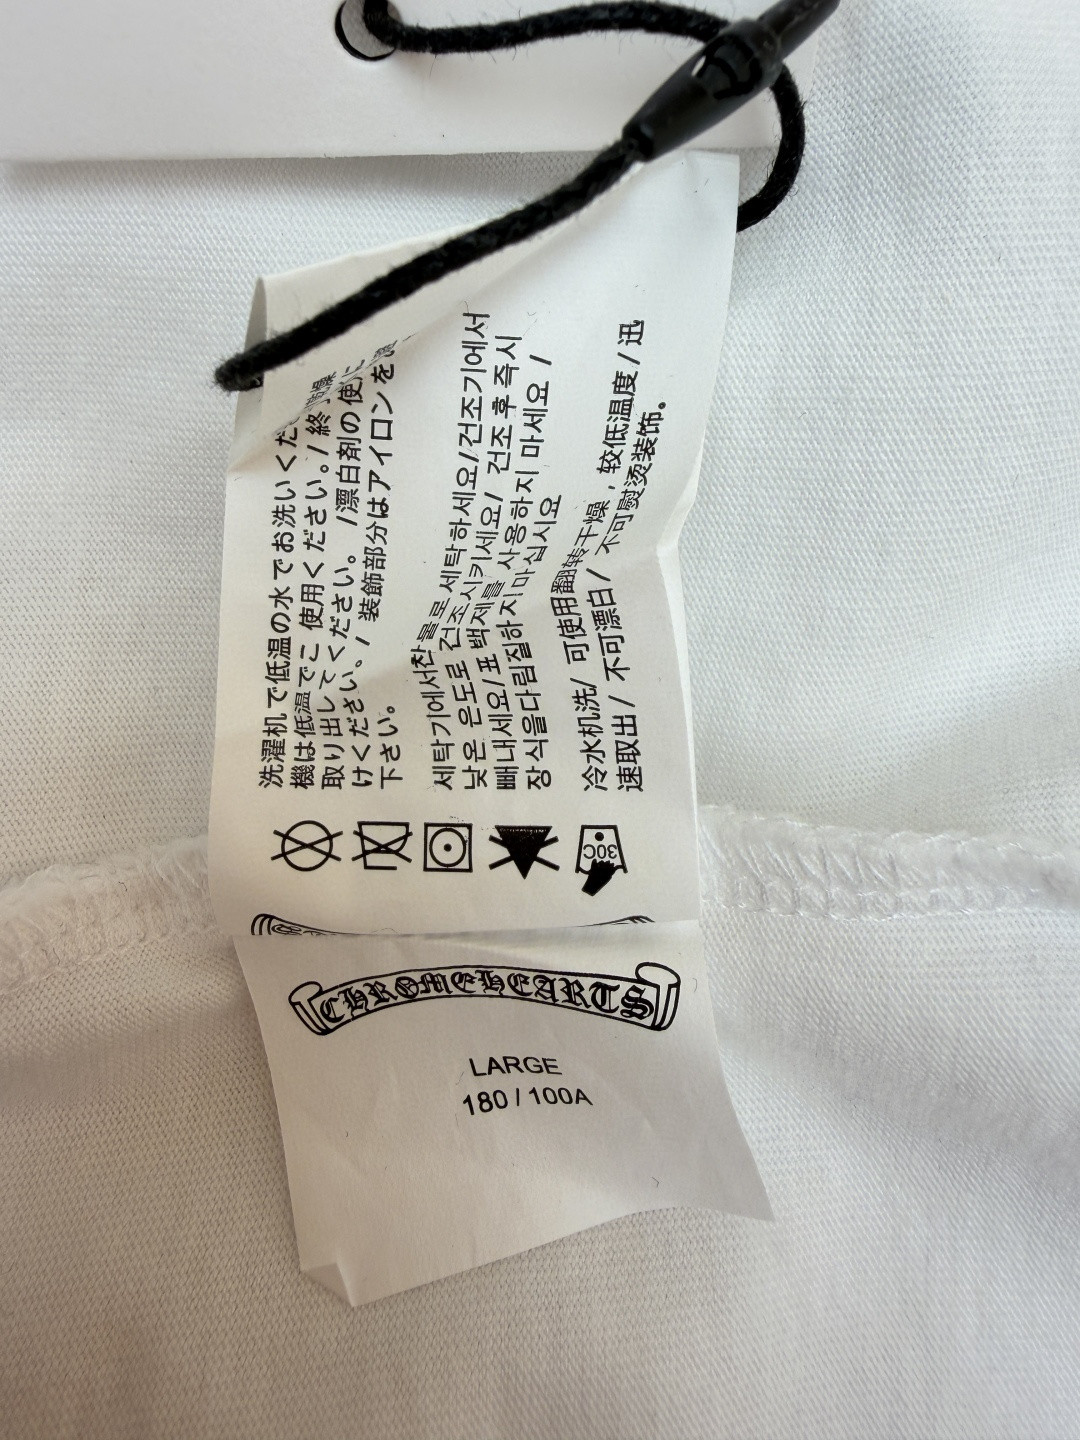 洗濯机で低温の水でお洗いくだ
機は低温でこ 使用ください。/ 終
取り出してください。 /漂白剤の使
けください。/ 装飾部分はアイロンを
下さい。
세탁기에서찬물로 세탁하세요/건조기에서
낮은 온도로 건조시키세요/ 건조 후 즉시
빼내세요/표 백제를 사용하지 마세요 /
장식을다림질하지마십시요
冷水机洗/ 可使用翻转干燥，较低温度 / 迅
速取出 / 不可漂白 / 不可熨烫装饰。
30C
CHROMEHEARTS
LARGE
180 / 100A